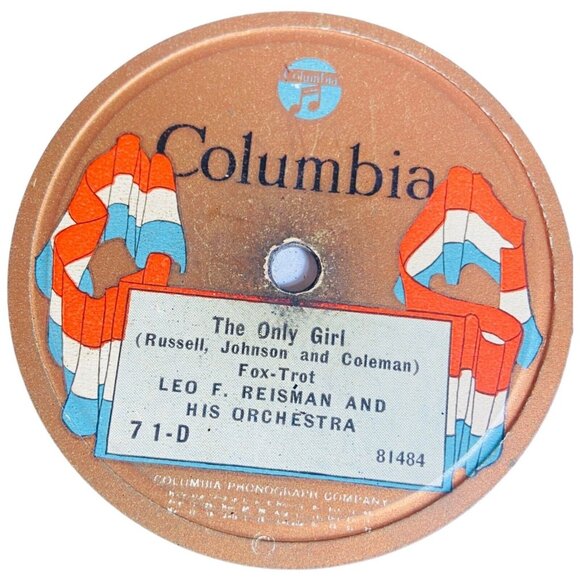 Columbia
Columbia
The Only Girl
(Russell, Johnson and Coleman)
Fox-Trot
LEO F. REISMAN AND
HIS ORCHESTRA
71-D
81484
COLUMBIA PHONOGRAPH COMPANY